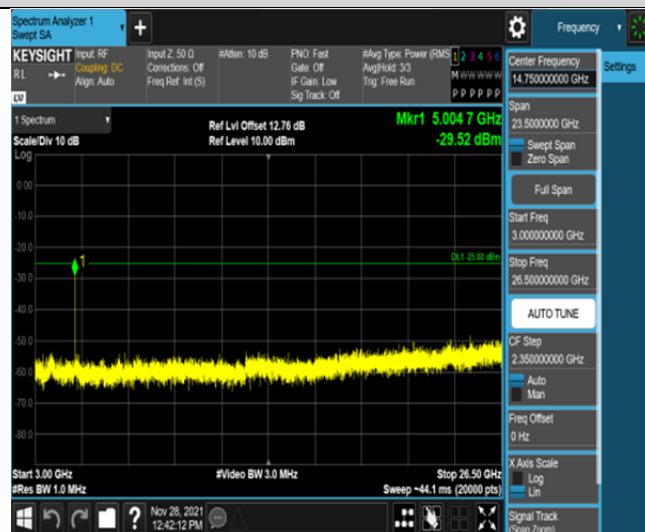 Spectrum Analyzer 1
Swept SA
+
Frequency
KEYSIGHT
RL
Input: RF
Coupling: DC
Align: Auto
Input Z: 50 Ω
Corrections: Off
Freq Ref: Int (S)
#Atten: 10 dB
PNO: Fast
Gate: Off
IF Gain: Low
Sig Track: Off
#Avg Type: Power (RMS
Avg|Hold: 3/3
Trig: Free Run
1 2 3 4 5 6
M W W W W W
P P P P P P
1 Spectrum
Scale/Div 10 dB
Log
Ref Lvl Offset 12.76 dB
Ref Level 10.00 dBm
Mkr1 5.004 7 GHz
-29.52 dBm
0.00
-10.0
-20.0
-30.0
-40.0
-50.0
-60.0
-70.0
-80.0
1
DL1 -25.00 dBm
Start 3.00 GHz
#Res BW 1.0 MHz
#Video BW 3.0 MHz
Stop 26.50 GHz
Sweep ~44.1 ms (20000 pts)
?
Nov 28, 2021
12:42:12 PM
Center Frequency
14.750000000 GHz
Settings
Span
23.5000000 GHz
Swept Span
Zero Span
Full Span
Start Freq
3.000000000 GHz
Stop Freq
26.500000000 GHz
AUTO TUNE
CF Step
2.350000000 GHz
Auto
Man
Freq Offset
0 Hz
X Axis Scale
Log
Lin
Signal Track
(Span Zoom)